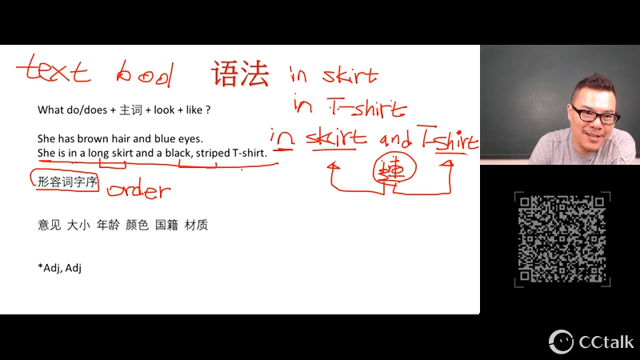 text bood 语法 in skirt
What do/does + 主词 + look + like ?
in T-shirt
She has brown hair and blue eyes.
in skirt and T-shirt
She is in a long skirt and a black, striped T-shirt.
連
形容词字序
order
意见 大小 年龄 颜色 国籍 材质
*Adj, Adj
CCtalk